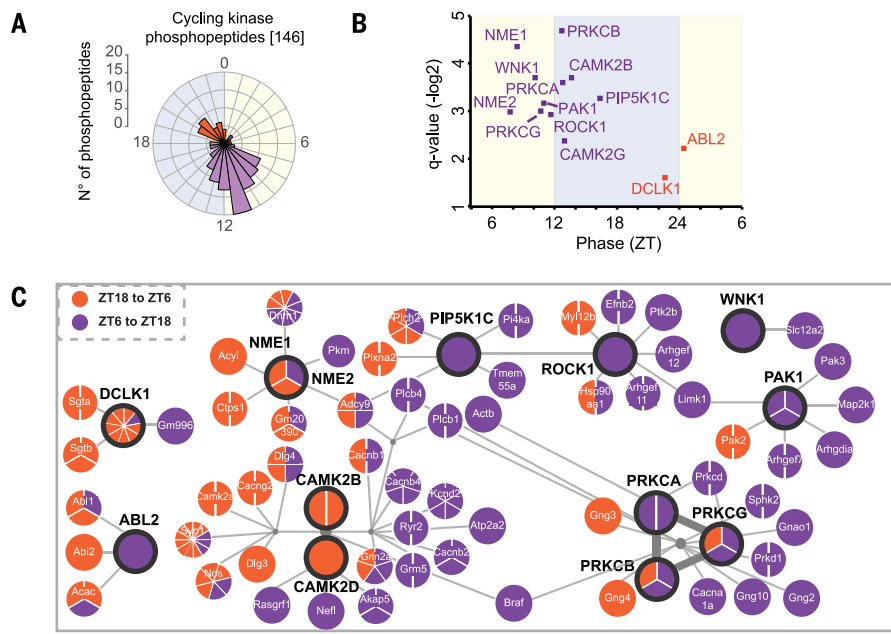 A
Cycling kinase
phosphopeptides [146]
N° of phosphopeptides
20
15
10
5
0
0
18
6
12
B
q-value (-log2)
5
4
3
2
1
NME1
PRKCB
WNK1
CAMK2B
PRKCA
PIP5K1C
NME2
PAK1
PRKCG
ROCK1
CAMK2G
ABL2
DCLK1
6
12
18
24
6
Phase (ZT)
C
ZT18 to ZT6
ZT6 to ZT18
Dnm1
NME1
NME2
Acyl
Pkm
Ctps1
Gm20
390
DCLK1
Sgta
Sgtb
Gm996
PIP5K1C
Plch2
Pi4ka
Pixna2
Tmem
55a
Adcy9
Plcb4
Plcb1
Actb
ROCK1
Myl12b
Efnb2
Ptk2b
Arhgef
12
Hsp90
aa1
Arhgef
11
Limk1
WNK1
Slc12a2
PAK1
Pak3
Map2k1
Pak2
Arhgef7
Arhgdia
ABL2
Abl1
Abi2
Acac
CAMK2B
CAMK2D
Dlg4
Cacng2
Camk2a
Syn1
Nos
Dlg3
Rasgrf1
Nefl
Akap5
Cacnb1
Cacnb4
Kcnd2
Ryr2
Atp2a2
Cacnb2
Grin2a
Grm5
Braf
PRKCA
PRKCG
PRKCB
Prkcd
Sphk2
Gng3
Gnao1
Prkd1
Gng4
Cacna
1a
Gng10
Gng2